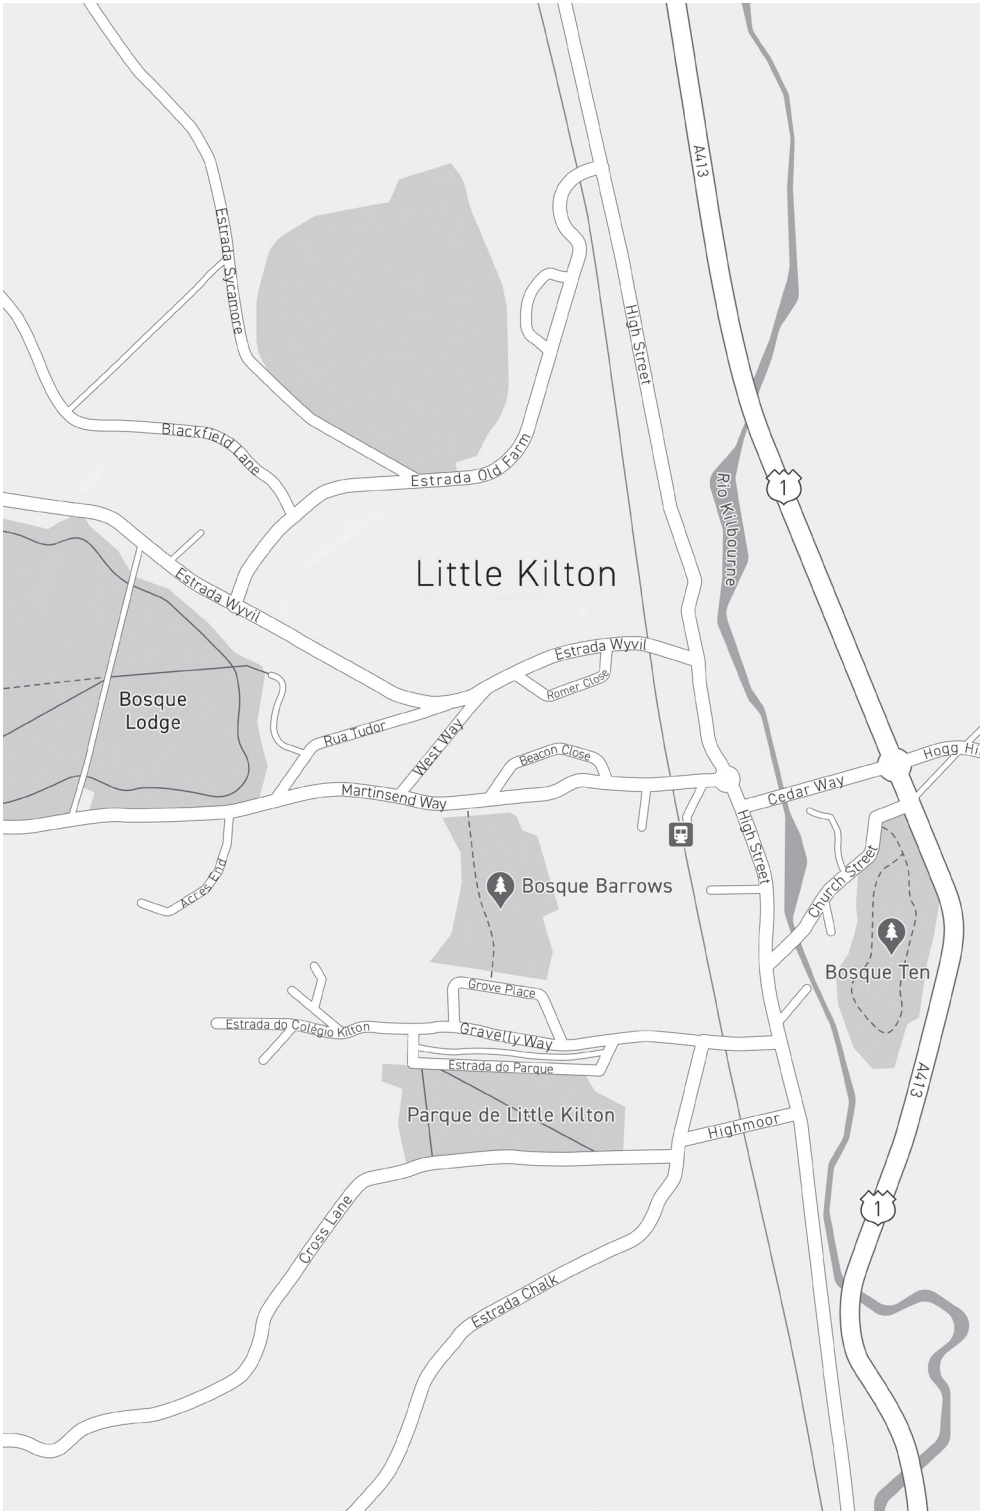 A413
Estrada Sycamore
High Street
Blackfield Lane
Estrada Old Farm
1
Rio Kilbourne
Little Kilton
Estrada Wyvil
Estrada Wyvil
Romer Close
Bosque
Lodge
Rua Tudor
West Way
Beacon Close
Hogg Hi
Martinsend Way
Cedar Way
High Street
Church Street
Acres End
Bosque Barrows
Bosque Ten
Grove Place
Estrada do Colégio Kilton
Gravelly Way
Estrada do Parque
A413
Parque de Little Kilton
Highmoor
Cross Lane
1
Estrada Chalk